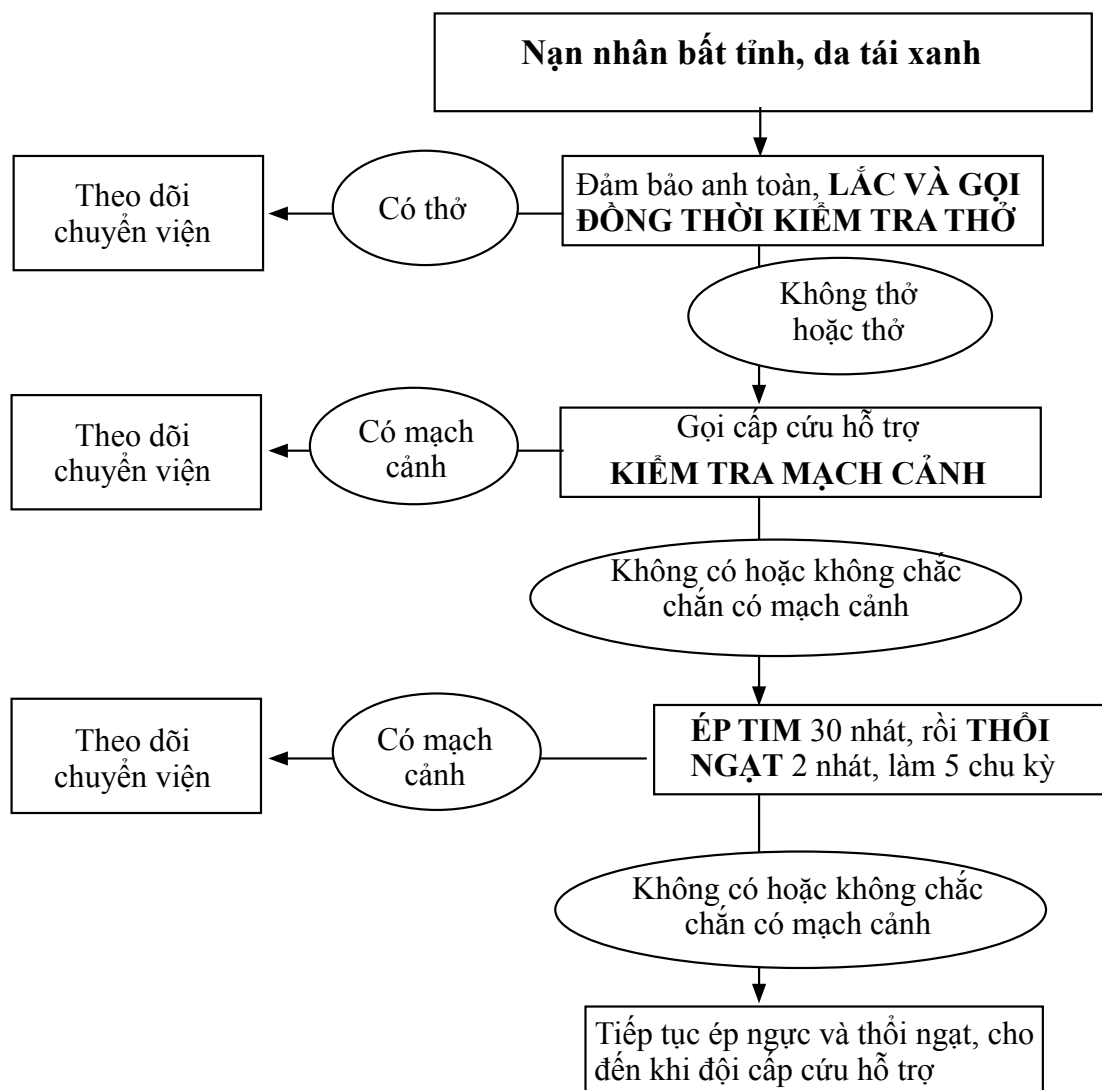 Nạn nhân bất tỉnh, da tái xanh
Theo dõi
chuyển viện
Có thở
Đảm bảo anh toàn, LẮC VÀ GỌI
ĐỒNG THỜI KIỂM TRA THỞ
Không thở
hoặc thở
Theo dõi
chuyển viện
Có mạch
cảnh
Gọi cấp cứu hỗ trợ
KIỂM TRA MẠCH CẢNH
Không có hoặc không chắc
chắn có mạch cảnh
Theo dõi
chuyển viện
Có mạch
cảnh
ÉP TIM 30 nhát, rồi THỔI
NGẠT 2 nhát, làm 5 chu kỳ
Không có hoặc không chắc
chắn có mạch cảnh
Tiếp tục ép ngực và thổi ngạt, cho
đến khi đội cấp cứu hỗ trợ